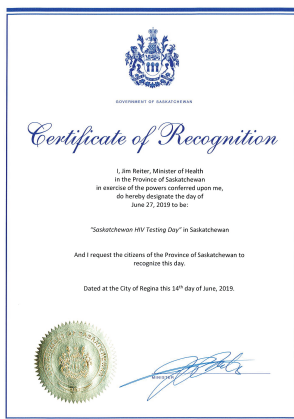 GOVERNMENT OF SASKATCHEWAN
Certificate of Recognition
I, Jim Reiter, Minister of Health
in the Province of Saskatchewan
in exercise of the powers conferred upon me,
do hereby designate the day of
June 27, 2019 to be:
"Saskatchewan HIV Testing Day" in Saskatchewan
And I request the citizens of the Province of Saskatchewan to
recognize this day.
Dated at the City of Regina this 14th day of June, 2019.
MINISTER